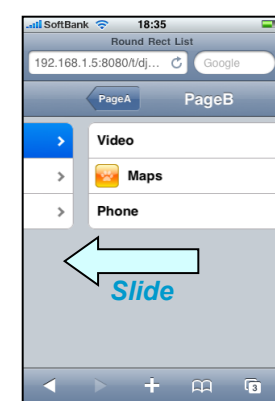 SoftBank 18:35
Round Rect List
192.168.1.5:8080/t/dj... Google
PageA PageB
Video
Maps
Phone
Slide
3